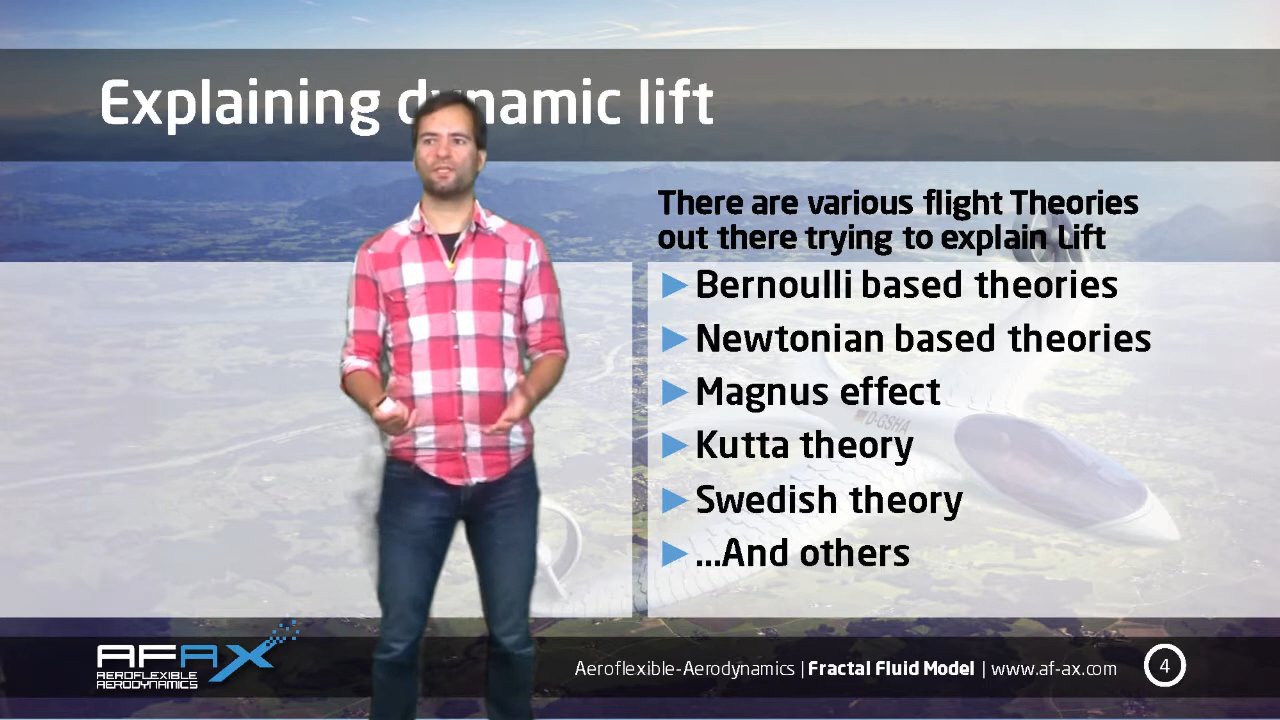 Explaining dynamic lift
There are various flight Theories
out there trying to explain Lift
Bernoulli based theories
Newtonian based theories
Magnus effect
Kutta theory
Swedish theory
...And others
D-GSHA
AFAX
AEROFLEXIBLE
AERODYNAMICS
Aeroflexible-Aerodynamics | Fractal Fluid Model | www.af-ax.com
4